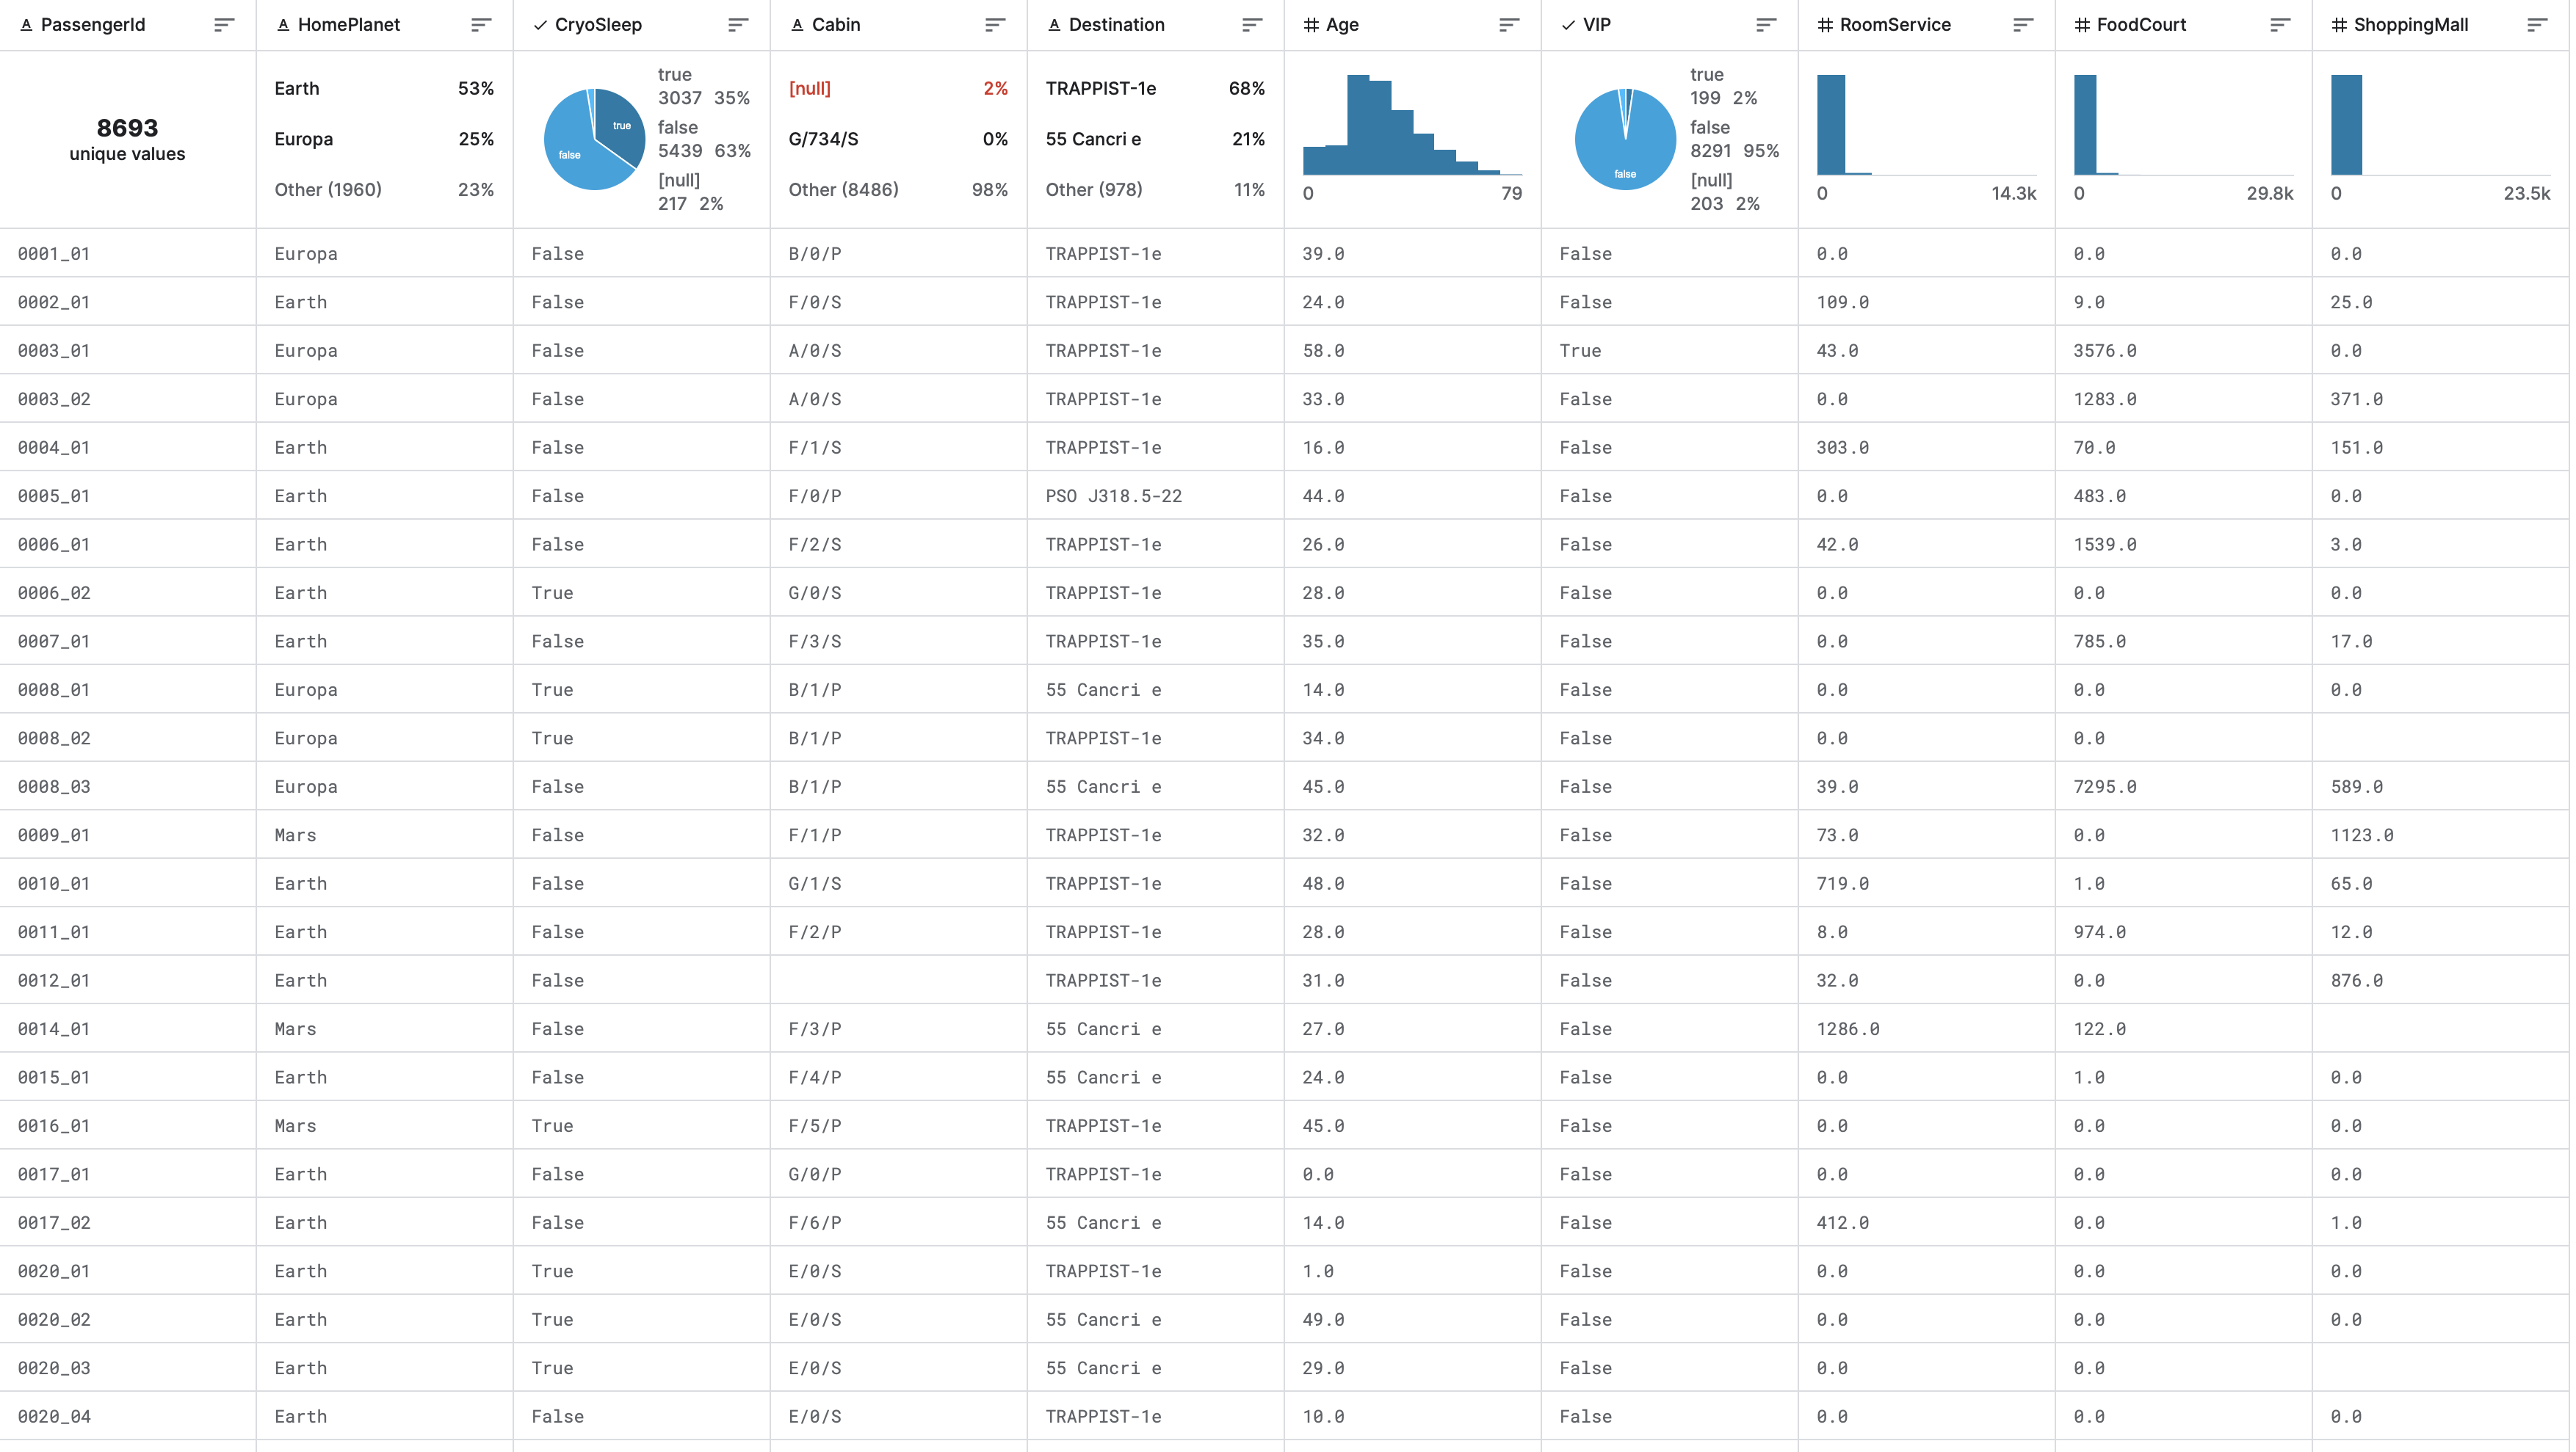 PassengerId HomePlanet CryoSleep Cabin Destination Age VIP RoomService FoodCourt ShoppingMall
8693
unique values
Earth 53%
Europa 25%
Other (1960) 23%
true
false
true
3037 35%
false
5439 63%
[null]
217 2%
[null] 2%
G/734/S 0%
Other (8486) 98%
TRAPPIST-1e 68%
55 Cancri e 21%
Other (978) 11%
0 79
false
true
199 2%
false
8291 95%
[null]
203 2%
0 14.3k
0 29.8k
0 23.5k
0001_01 Europa False B/0/P TRAPPIST-1e 39.0 False 0.0 0.0 0.0
0002_01 Earth False F/0/S TRAPPIST-1e 24.0 False 109.0 9.0 25.0
0003_01 Europa False A/0/S TRAPPIST-1e 58.0 True 43.0 3576.0 0.0
0003_02 Europa False A/0/S TRAPPIST-1e 33.0 False 0.0 1283.0 371.0
0004_01 Earth False F/1/S TRAPPIST-1e 16.0 False 303.0 70.0 151.0
0005_01 Earth False F/0/P PSO J318.5-22 44.0 False 0.0 483.0 0.0
0006_01 Earth False F/2/S TRAPPIST-1e 26.0 False 42.0 1539.0 3.0
0006_02 Earth True G/0/S TRAPPIST-1e 28.0 False 0.0 0.0 0.0
0007_01 Earth False F/3/S TRAPPIST-1e 35.0 False 0.0 785.0 17.0
0008_01 Europa True B/1/P 55 Cancri e 14.0 False 0.0 0.0 0.0
0008_02 Europa True B/1/P TRAPPIST-1e 34.0 False 0.0 0.0
0008_03 Europa False B/1/P 55 Cancri e 45.0 False 39.0 7295.0 589.0
0009_01 Mars False F/1/P TRAPPIST-1e 32.0 False 73.0 0.0 1123.0
0010_01 Earth False G/1/S TRAPPIST-1e 48.0 False 719.0 1.0 65.0
0011_01 Earth False F/2/P TRAPPIST-1e 28.0 False 8.0 974.0 12.0
0012_01 Earth False TRAPPIST-1e 31.0 False 32.0 0.0 876.0
0014_01 Mars False F/3/P 55 Cancri e 27.0 False 1286.0 122.0
0015_01 Earth False F/4/P 55 Cancri e 24.0 False 0.0 1.0 0.0
0016_01 Mars True F/5/P TRAPPIST-1e 45.0 False 0.0 0.0 0.0
0017_01 Earth False G/0/P TRAPPIST-1e 0.0 False 0.0 0.0 0.0
0017_02 Earth False F/6/P 55 Cancri e 14.0 False 412.0 0.0 1.0
0020_01 Earth True E/0/S TRAPPIST-1e 1.0 False 0.0 0.0 0.0
0020_02 Earth True E/0/S 55 Cancri e 49.0 False 0.0 0.0 0.0
0020_03 Earth True E/0/S 55 Cancri e 29.0 False 0.0 0.0
0020_04 Earth False E/0/S TRAPPIST-1e 10.0 False 0.0 0.0 0.0